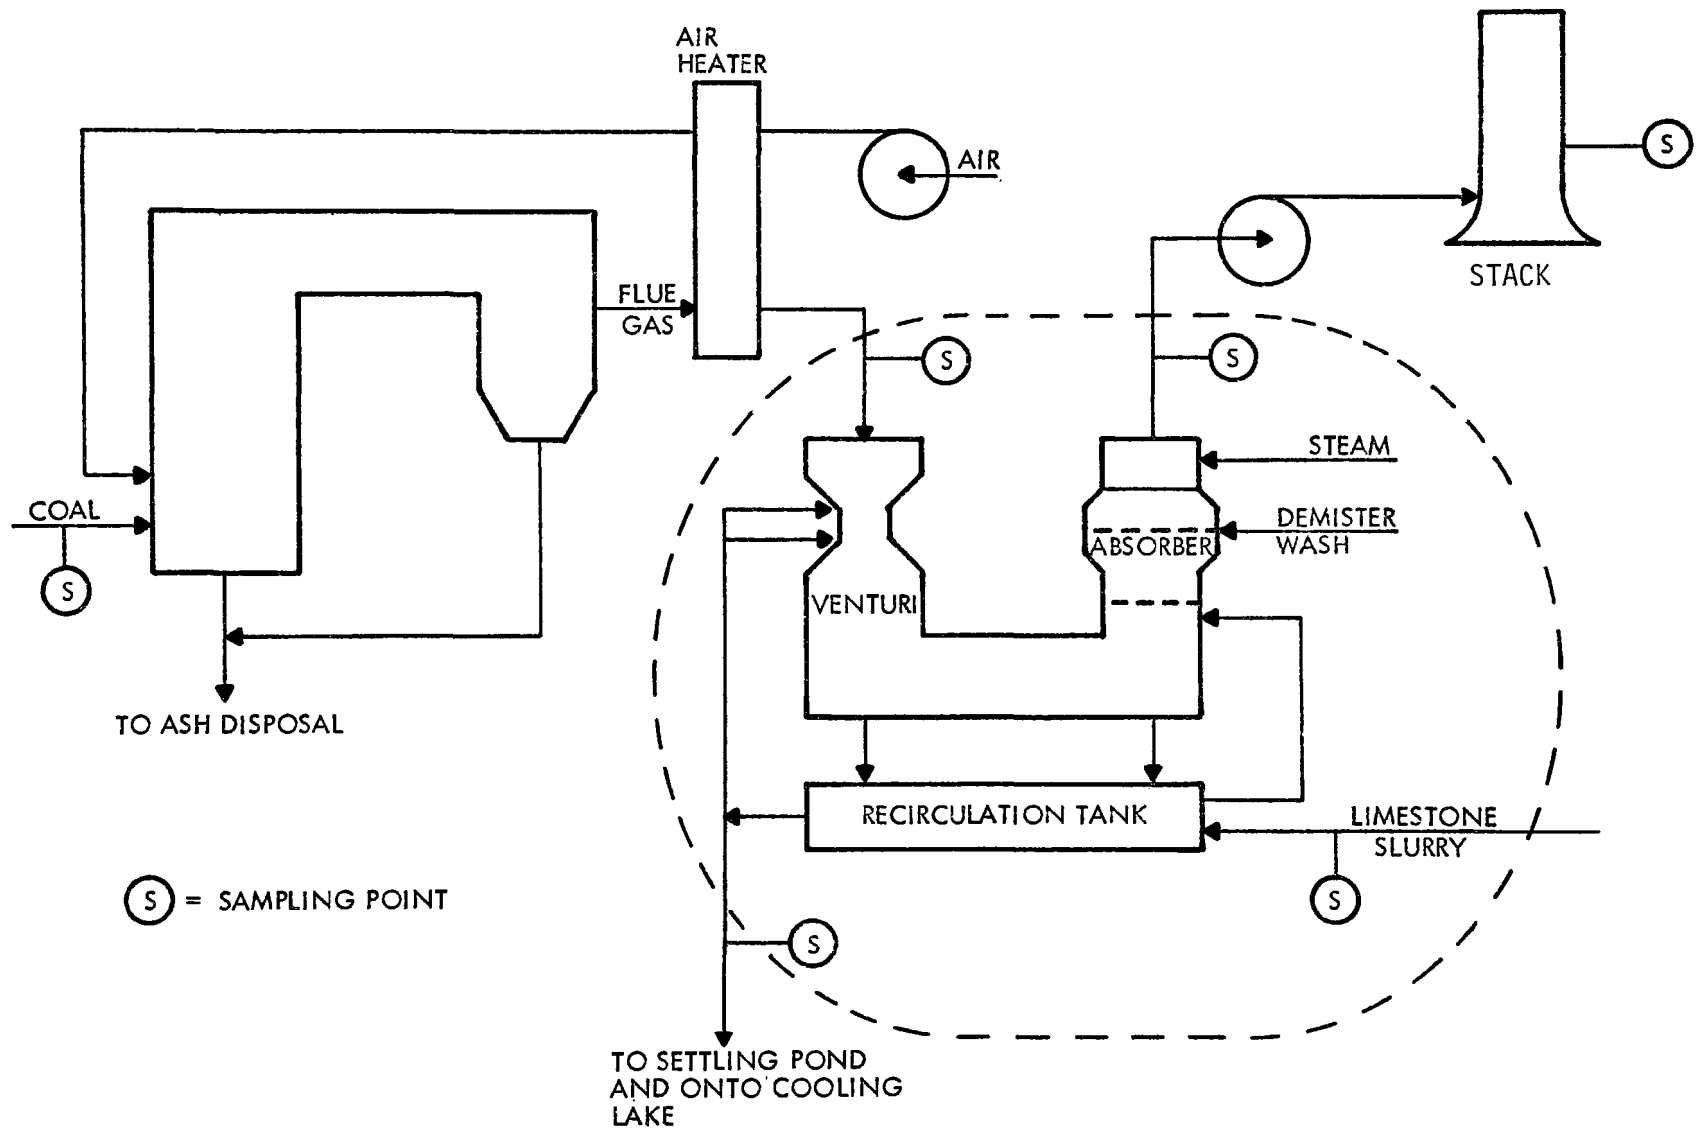 AIR
HEATER
AIR
S
STACK
FLUE
GAS
S
S
STEAM
COAL
DEMISTER
WASH
ABSORBER
S
VENTURI
TO ASH DISPOSAL
RECIRCULATION TANK
LIMESTONE
SLURRY
S
S = SAMPLING POINT
S
TO SETTLING POND
AND ONTO COOLING
LAKE